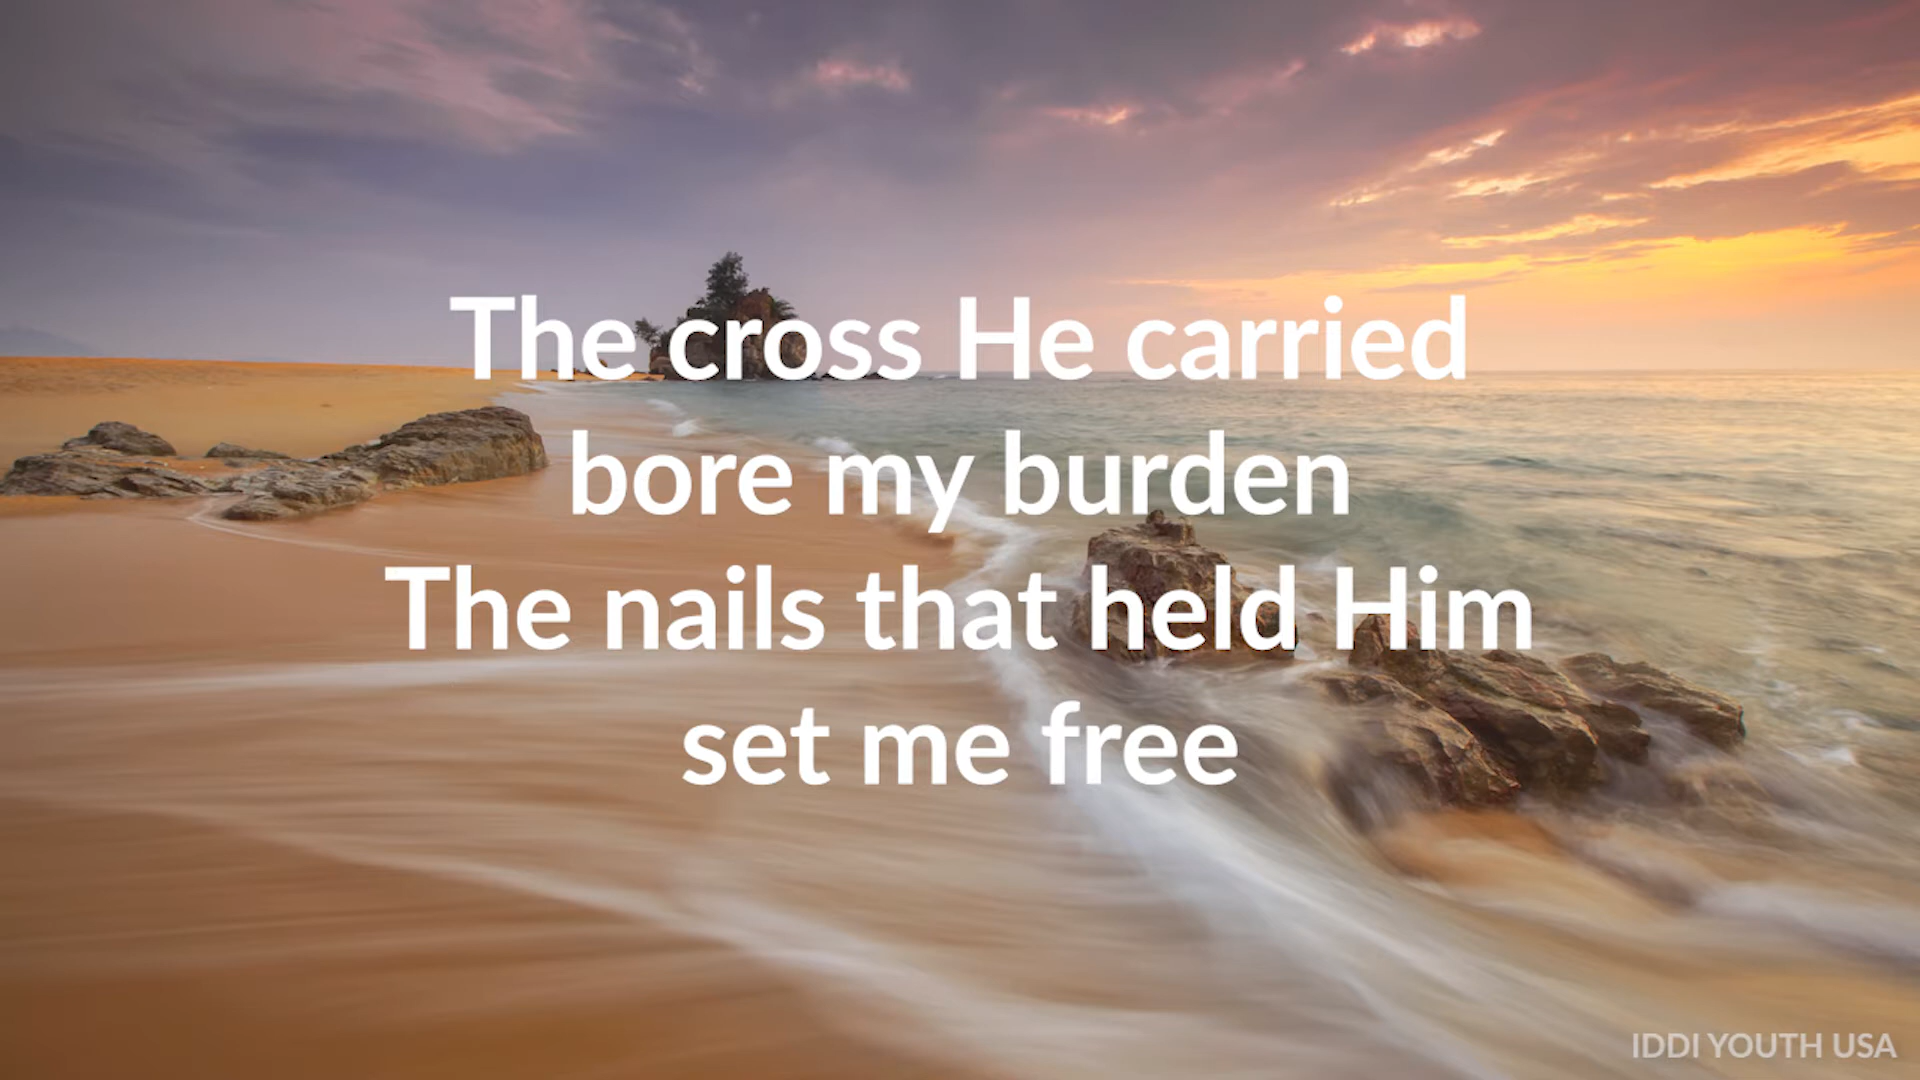 The cross He carried
bore my burden
The nails that held Him
set me free
IDDI YOUTH USA